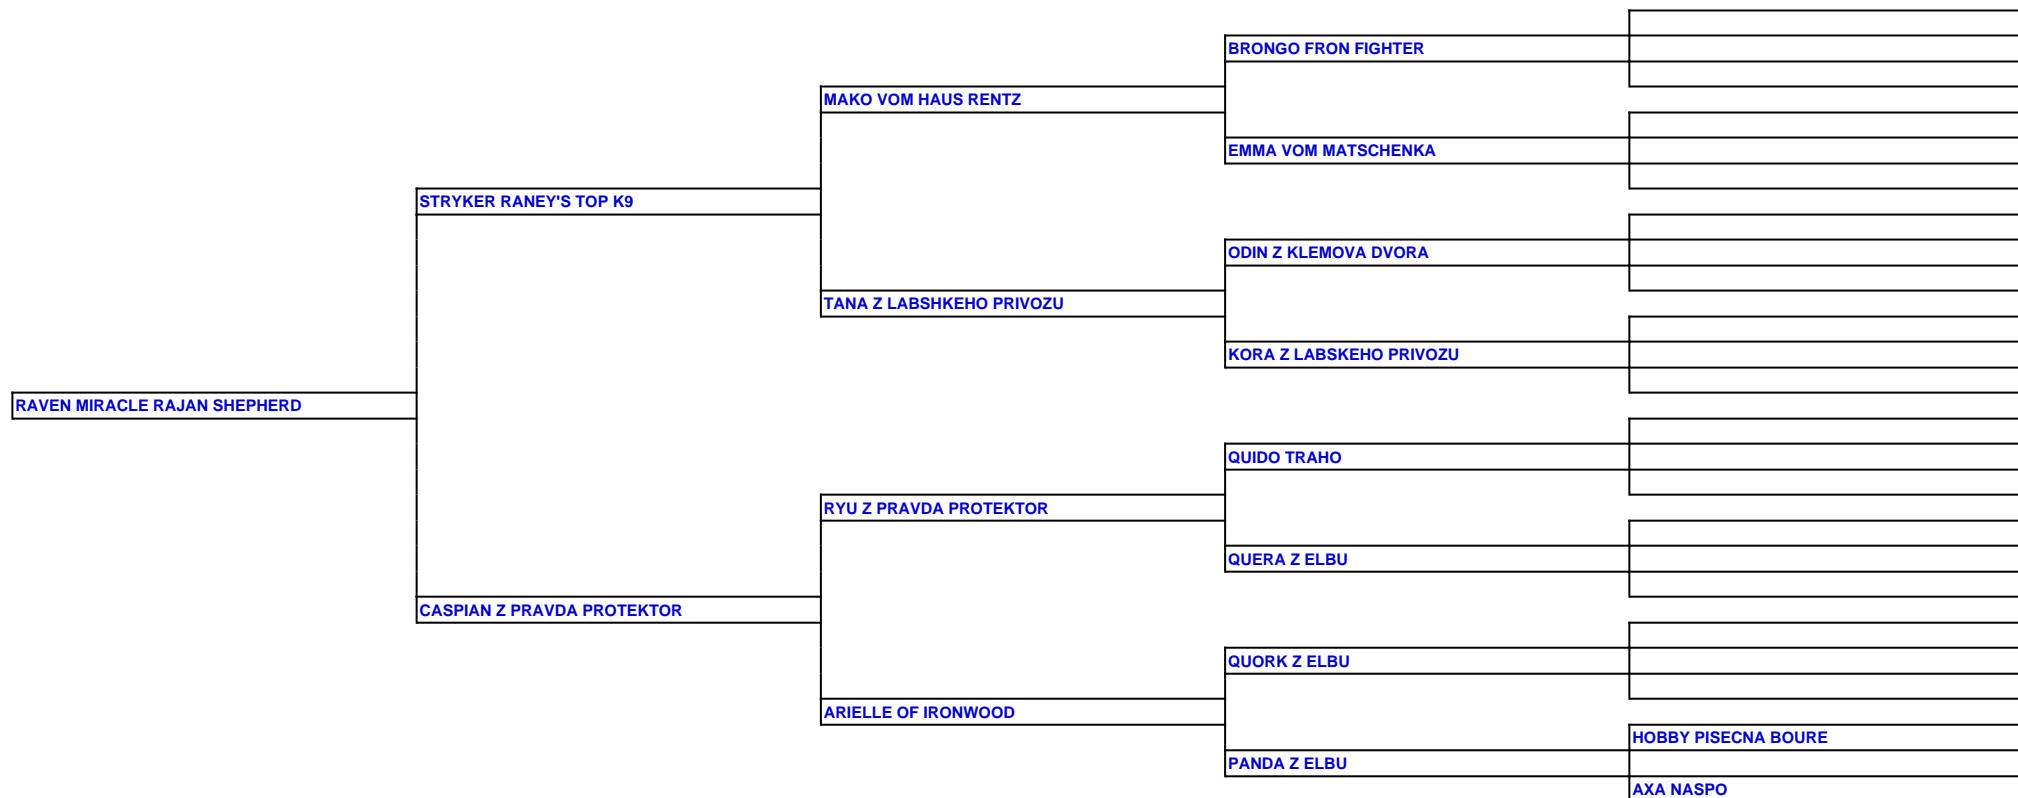 BRONGO FRON FIGHTER
MAKO VOM HAUS RENTZ
EMMA VOM MATSCHENKA
STRYKER RANEY'S TOP K9
ODIN Z KLEMOVA DVORA
TANA Z LABSHKEHO PRIVOZU
KORA Z LABSKEHO PRIVOZU
RAVEN MIRACLE RAJAN SHEPHERD
QUIDO TRAHO
RYU Z PRAVDA PROTEKTOR
QUERA Z ELBU
CASPIAN Z PRAVDA PROTEKTOR
QUORK Z ELBU
ARIELLE OF IRONWOOD
HOBBY PISECNA BOURE
PANDA Z ELBU
AXA NASPO